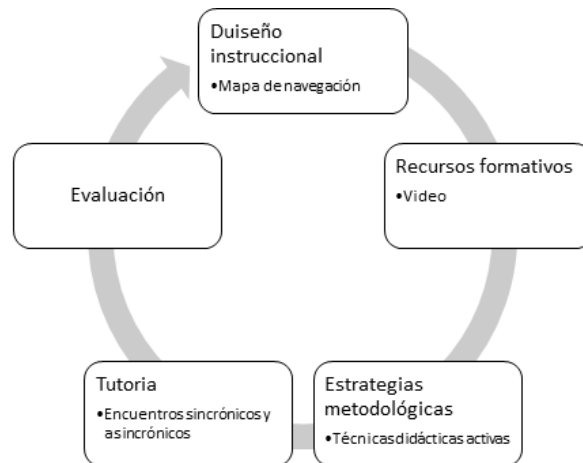 Duiseño
instruccional
•Mapa de navegación
Recursos formativos
•Video
Estrategias
metodológicas
•Técnicas didácticas activas
Tutoria
•Encuentros sincrónicos y
asincrónicos
Evaluación